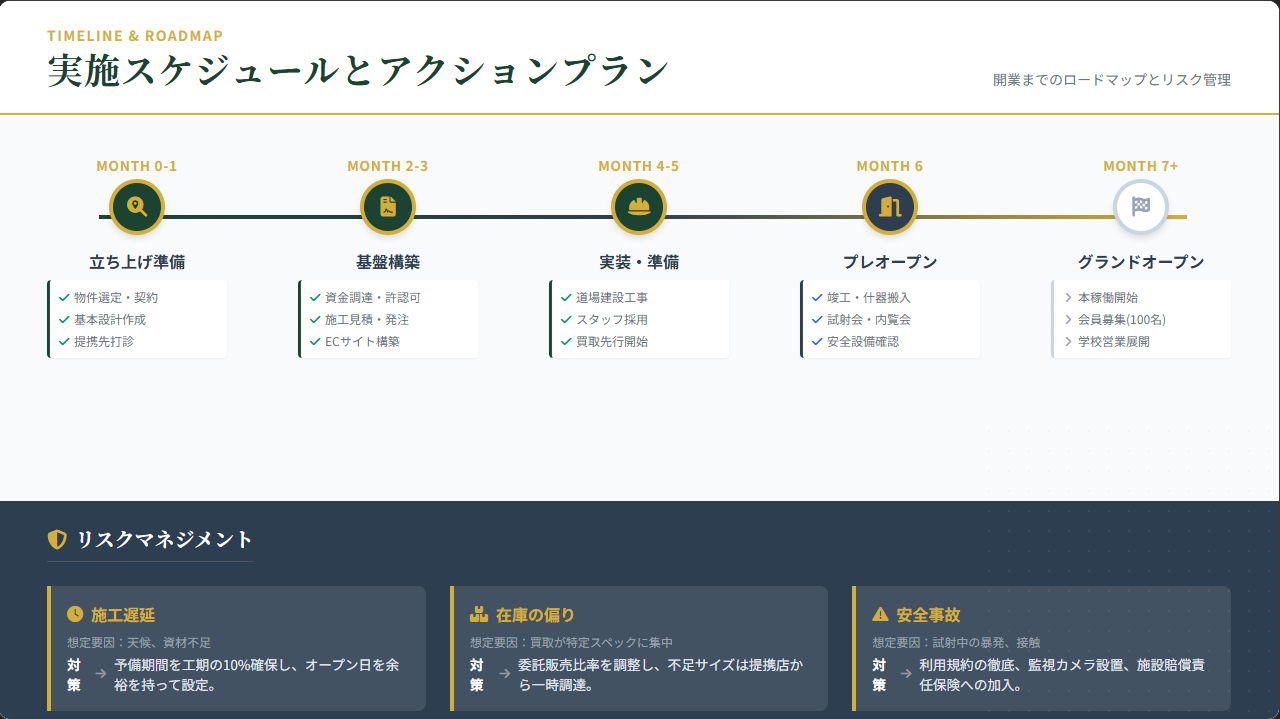 TIMELINE & ROADMAP
実施スケジュールとアクションプラン
開業までのロードマップとリスク管理
MONTH 0-1
立ち上げ準備
物件選定・契約
基本設計作成
提携先打診
MONTH 2-3
基盤構築
資金調達・許認可
施工見積・発注
ECサイト構築
MONTH 4-5
実装・準備
道場建設工事
スタッフ採用
買取先行開始
MONTH 6
プレオープン
竣工・什器搬入
試射会・内覧会
安全設備確認
MONTH 7+
グランドオープン
本稼働開始
会員募集(100名)
学校営業展開
リスクマネジメント
施工遅延
想定要因：天候、資材不足
対策
予備期間を工期の10%確保し、オープン日を余
裕を持って設定。
在庫の偏り
想定要因：買取が特定スペックに集中
対策
委託販売比率を調整し、不足サイズは提携店か
ら一時調達。
安全事故
想定要因：試射中の暴発、接触
対策
利用規約の徹底、監視カメラ設置、施設賠償責
任保険への加入。